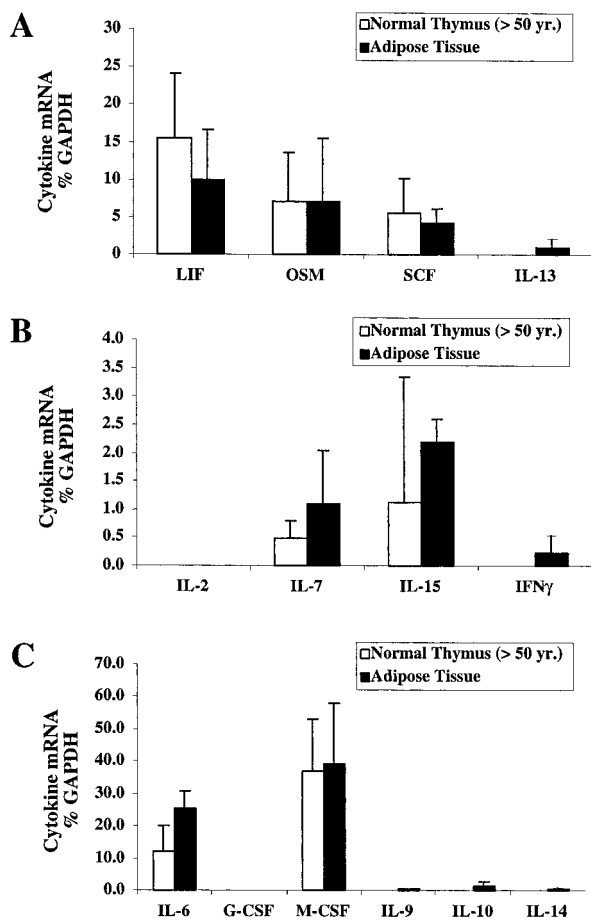 A
Normal Thymus (> 50 yr.)
Adipose Tissue
Cytokine mRNA
% GAPDH
30
25
20
15
10
5
0
LIF OSM SCF IL-13
B
Normal Thymus (> 50 yr.)
Adipose Tissue
Cytokine mRNA
% GAPDH
4.0
3.5
3.0
2.5
2.0
1.5
1.0
0.5
0.0
IL-2 IL-7 IL-15 IFNγ
C
Normal Thymus (> 50 yr.)
Adipose Tissue
Cytokine mRNA
% GAPDH
70.0
60.0
50.0
40.0
30.0
20.0
10.0
0.0
IL-6 G-CSF M-CSF IL-9 IL-10 IL-14